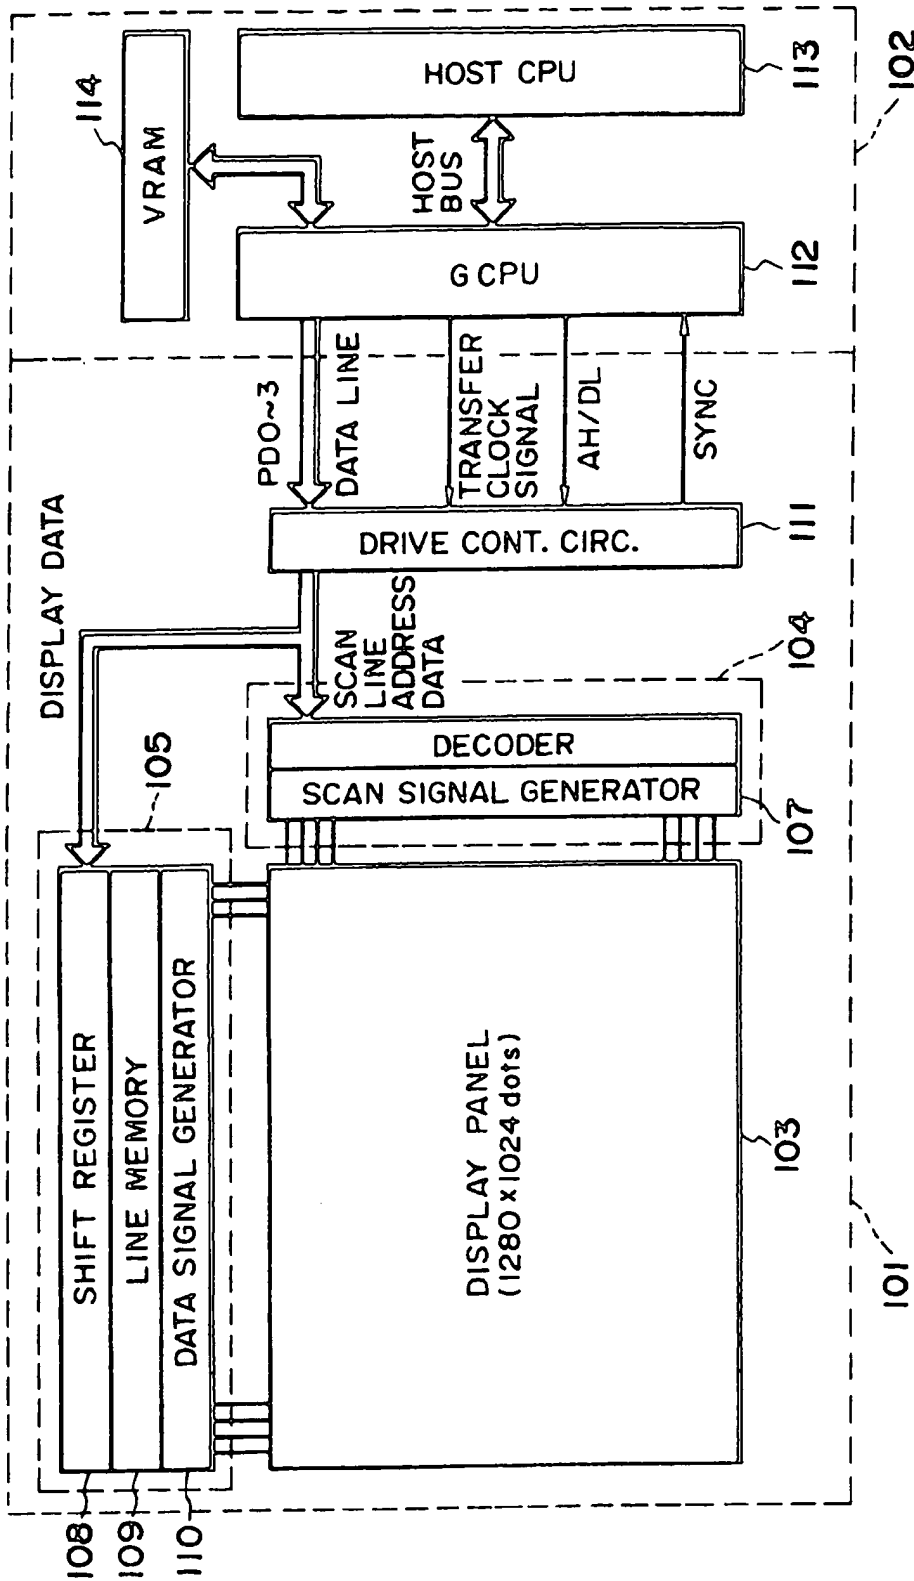 DISPLAY DATA
105
108
SHIFT REGISTER
109
LINE MEMORY
110
DATA SIGNAL GENERATOR
114
VRAM
PD0~3
DATA LINE
HOST
BUS
HOST CPU
113
G CPU
112
TRANSFER
CLOCK
SIGNAL
AH/DL
SYNC
DRIVE CONT. CIRC.
111
SCAN
LINE
ADDRESS
DATA
104
DECODER
SCAN SIGNAL GENERATOR
107
DISPLAY PANEL
(1280×1024 dots)
103
101
102